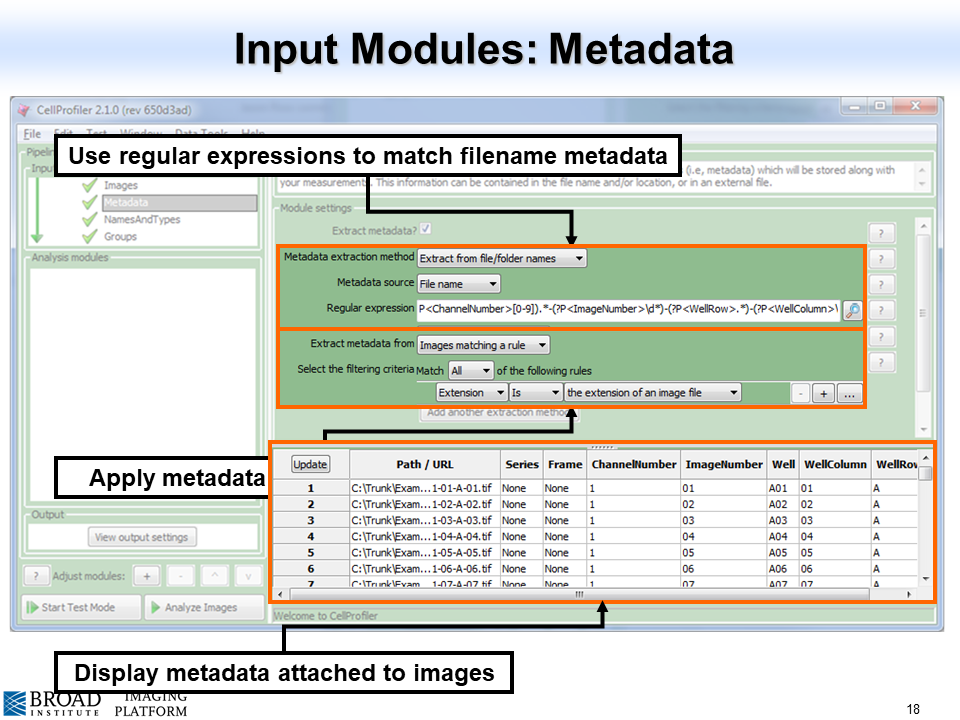 Input Modules: Metadata
CellProfiler 2.1.0 (rev 650d3ad)
File Edit Test Window Data Tools Help
Use regular expressions to match filename metadata
(i.e, metadata) which will be stored along with
your measurements. This information can be contained in the file name and/or location, or in an external file.
Images
Metadata
NamesAndTypes
Groups
Analysis modules
Output
View output settings
? Adjust modules: + - ^ v
Start Test Mode
Analyze Images
Module settings
Extract metadata?
?
Metadata extraction method Extract from file/folder names
?
Metadata source File name
?
Regular expression P<ChannelNumber>[0-9]).*-(?P<ImageNumber>\d*)-(?P<WellRow>.*)-(?P<WellColumn>\
?
Extract metadata from Images matching a rule
?
Select the filtering criteria Match All of the following rules
?
Extension Is the extension of an image file - + ...
Add another extraction method
Apply metadata
Update Path / URL Series Frame ChannelNumber ImageNumber Well WellColumn WellRow
1 C:\Trunk\Exam...1-01-A-01.tif None None 1 01 A01 01 A
2 C:\Trunk\Exam...1-02-A-02.tif None None 1 02 A02 02 A
3 C:\Trunk\Exam...1-03-A-03.tif None None 1 03 A03 03 A
4 C:\Trunk\Exam...1-04-A-04.tif None None 1 04 A04 04 A
5 C:\Trunk\Exam...1-05-A-05.tif None None 1 05 A05 05 A
6 C:\Trunk\Exam...1-06-A-06.tif None None 1 06 A06 06 A
7 C:\Trunk\Exam...1-07-A-07.tif None None 1 07 A07 07 A
Welcome to CellProfiler
Display metadata attached to images
BROAD
INSTITUTE
IMAGING
PLATFORM
18